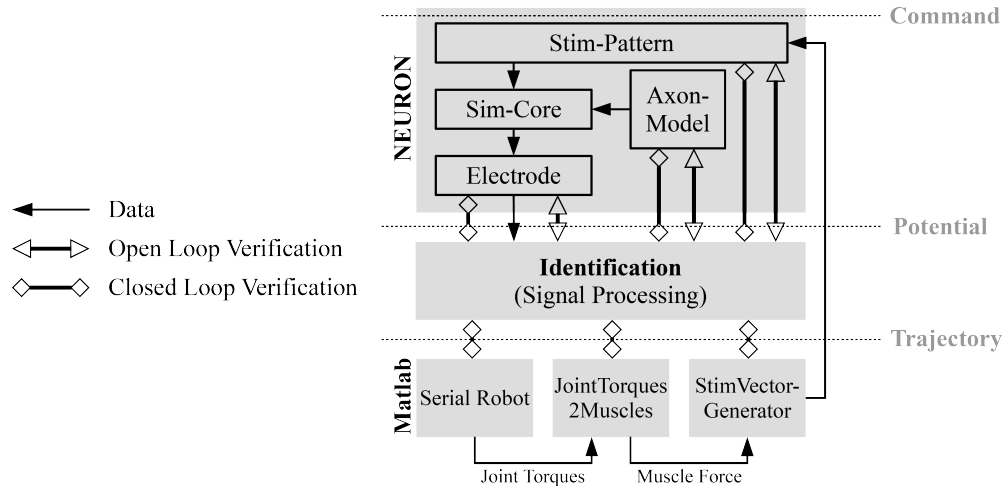 Command
Stim-Pattern
NEURON
Sim-Core
Axon-
Model
Electrode
Data
Open Loop Verification
Closed Loop Verification
Potential
Identification
(Signal Processing)
Trajectory
Matlab
Serial Robot
JointTorques
2Muscles
StimVector-
Generator
Joint Torques
Muscle Force